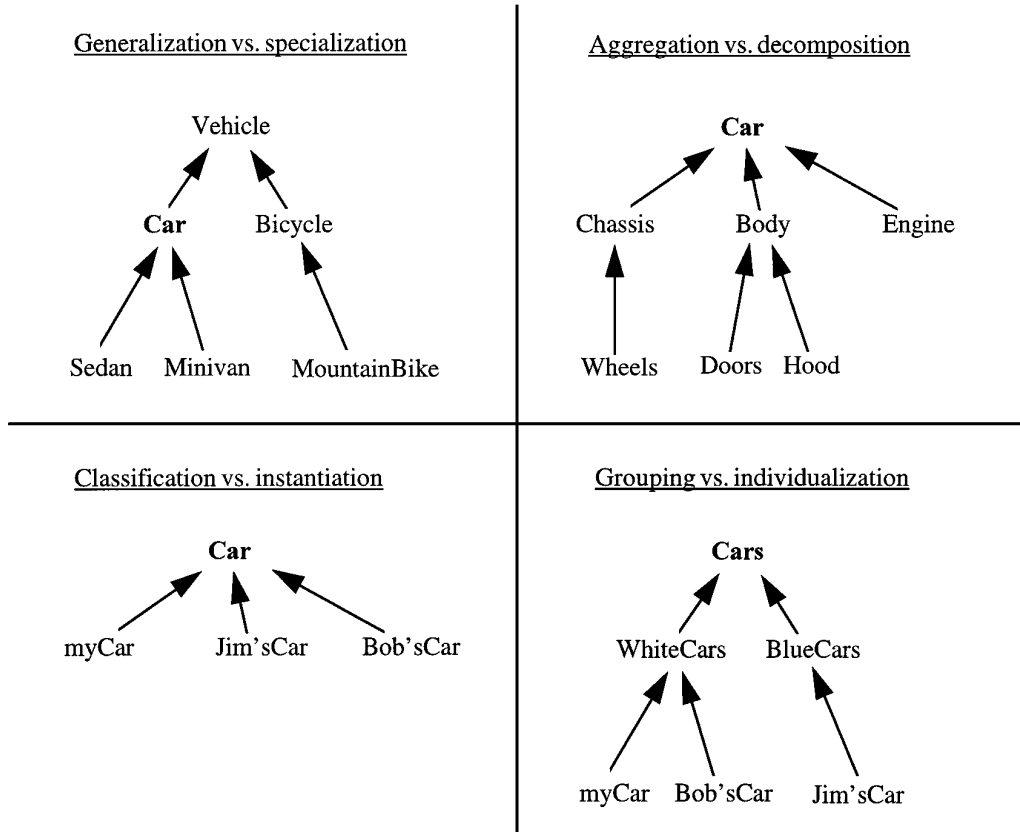 Generalization vs. specialization
Vehicle
Car Bicycle
Sedan Minivan MountainBike
Aggregation vs. decomposition
Car
Chassis Body Engine
Wheels Doors Hood
Classification vs. instantiation
Car
myCar Jim'sCar Bob'sCar
Grouping vs. individualization
Cars
WhiteCars BlueCars
myCar Bob'sCar Jim'sCar